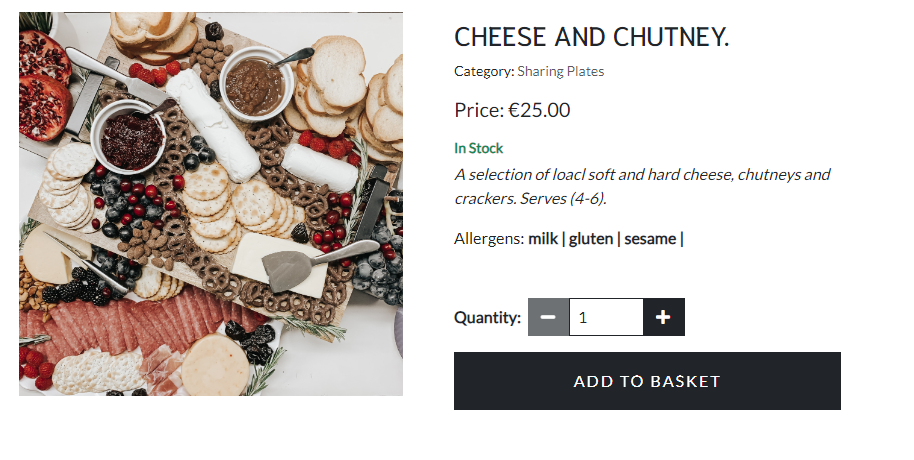 CHEESE AND CHUTNEY.
Category: Sharing Plates
Price: €25.00
In Stock
A selection of loacl soft and hard cheese, chutneys and
crackers. Serves (4-6).
Allergens: milk | gluten | sesame |
Quantity: 1
ADD TO BASKET